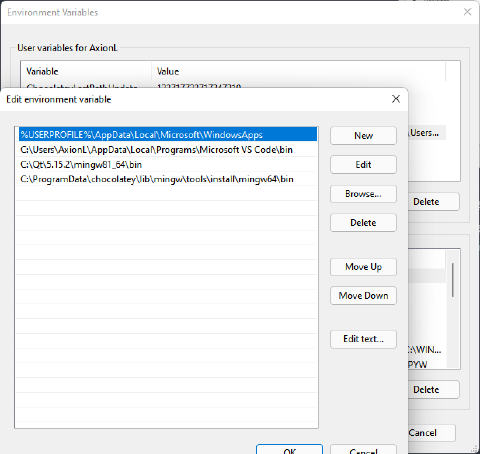 Environment Variables
User variables for AxionL
Variable Value
Edit environment variable
%USERPROFILE%\AppData\Local\Microsoft\WindowsApps
C:\Users\AxionL\AppData\Local\Programs\Microsoft VS Code\bin
C:\Qt\5.15.2\mingw81_64\bin
C:\ProgramData\chocolatey\lib\mingw\tools\install\mingw64\bin
New
Edit
Browse...
Delete
Move Up
Move Down
Edit text...
OK
Cancel
\Users...
Delete
C:\WIN...
PYW
Delete
Cancel